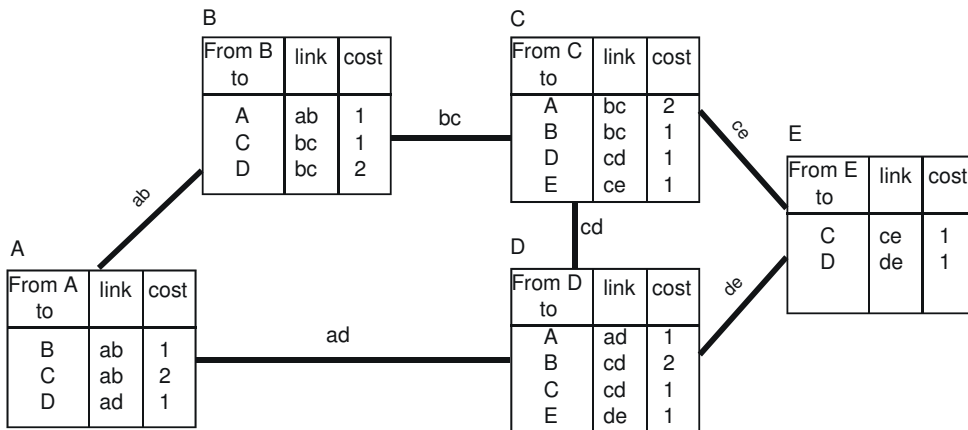 B
From B to link cost
A ab 1
C bc 1
D bc 2
bc
C
From C to link cost
A bc 2
B bc 1
D cd 1
E ce 1
ce
E
From E to link cost
C ce 1
D de 1
ab
cd
A
From A to link cost
B ab 1
C ab 2
D ad 1
ad
D
From D to link cost
A ad 1
B cd 2
C cd 1
E de 1
de